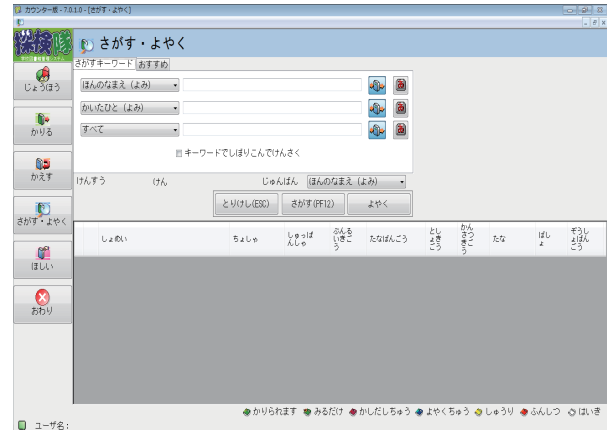 カウンター版 - 7.0.1.0 - [さがす・よやく]
探検隊
さがす・よやく
さがすキーワード おすすめ
じょうほう
ほんのなまえ（よみ）
かいたひと（よみ）
かりる
すべて
キーワードでしぼりこんでけんさく
かえす
けんすう けん じゅんばん ほんのなまえ（よみ）
とりけし(ESC) さがす(PF12) よやく
さがす・よやく
しょめい ちょしゃ しゅっぱんしゃ ぶんるいきごう たなばんごう としよきごう かんさつきごう たな ばしょ ぞうしょばんごう
ほしい
おわり
かりられます みるだけ かしだしちゅう よやくちゅう しゅうり ふんしつ はいき
ユーザ名: